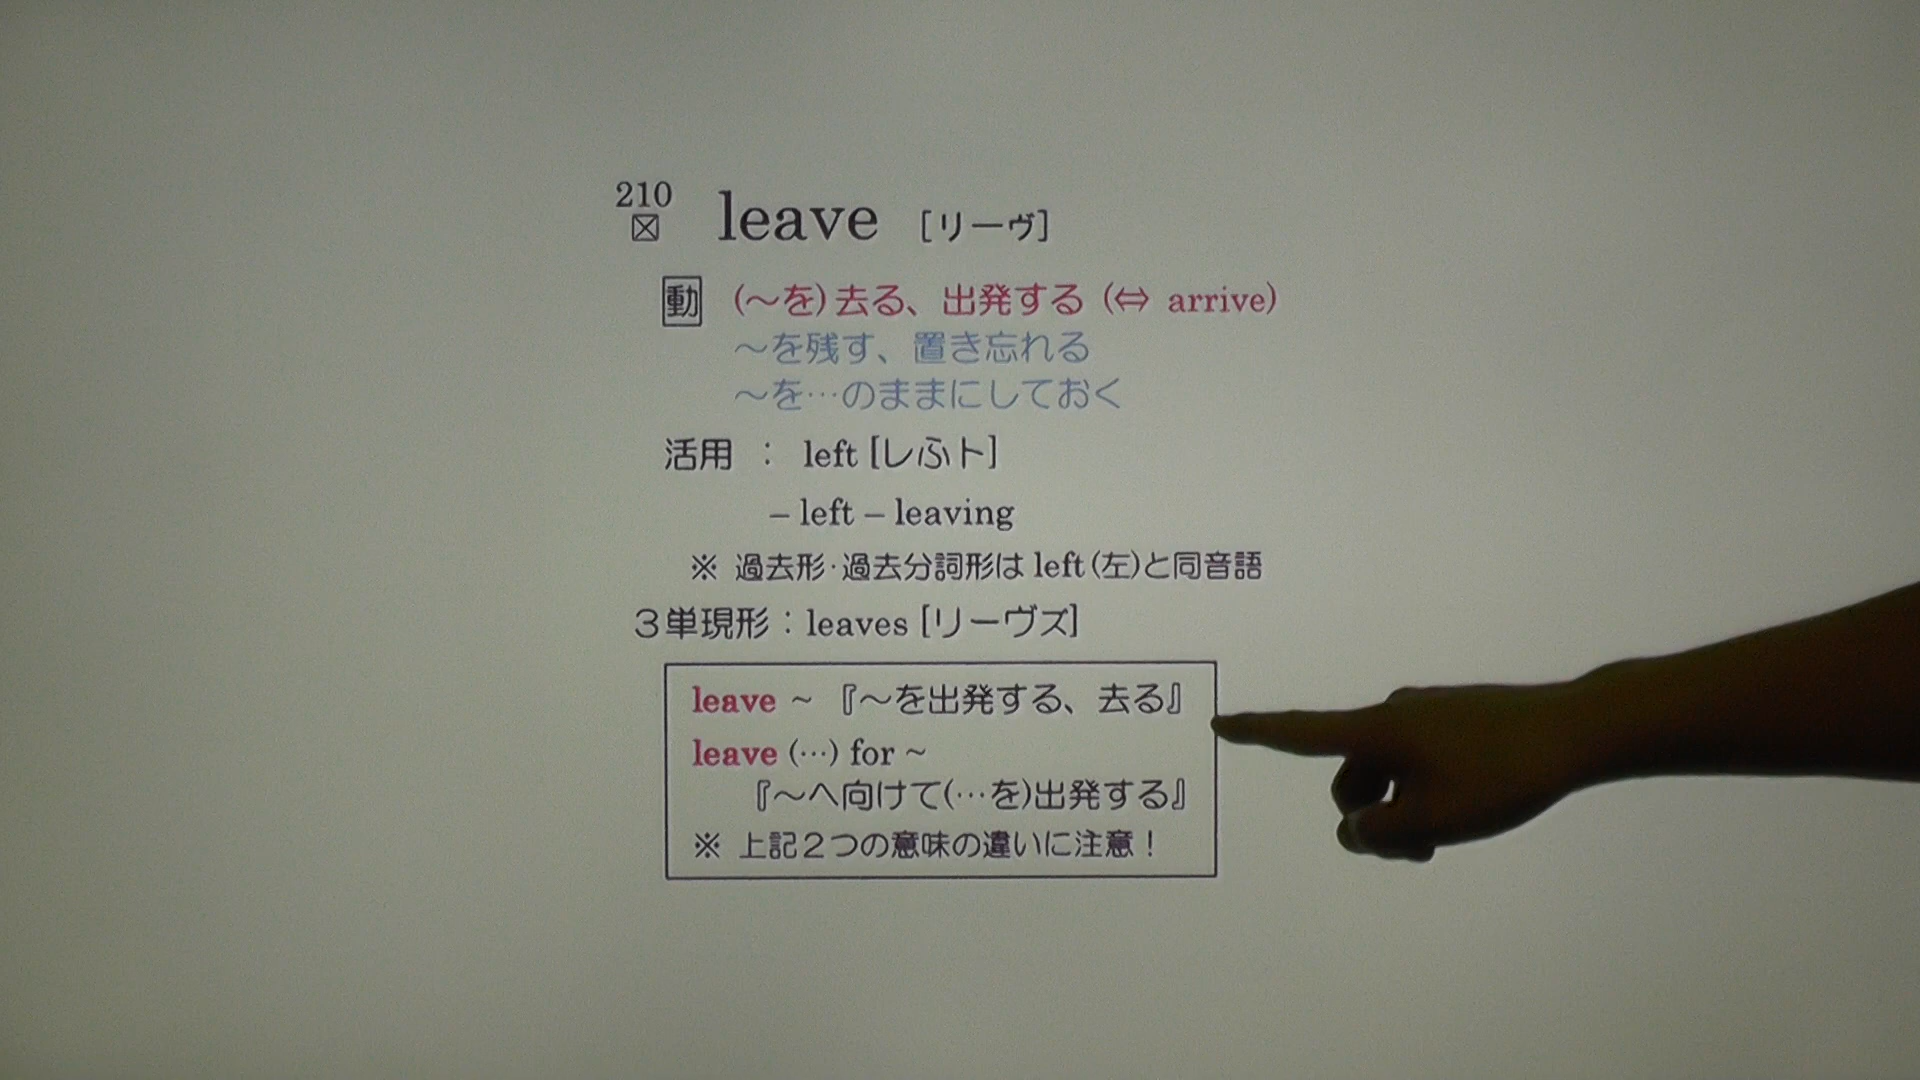 210
☒ leave [リーヴ]
動 (〜を)去る、出発する (⇔ arrive)
〜を残す、置き忘れる
〜を…のままにしておく
活用 : left [レふト]
– left – leaving
※ 過去形·過去分詞形は left(左)と同音語
3単現形：leaves [リーヴズ]
leave ~ 『〜を出発する、去る』
leave (…) for ~
『〜へ向けて(…を)出発する』
※ 上記2つの意味の違いに注意！